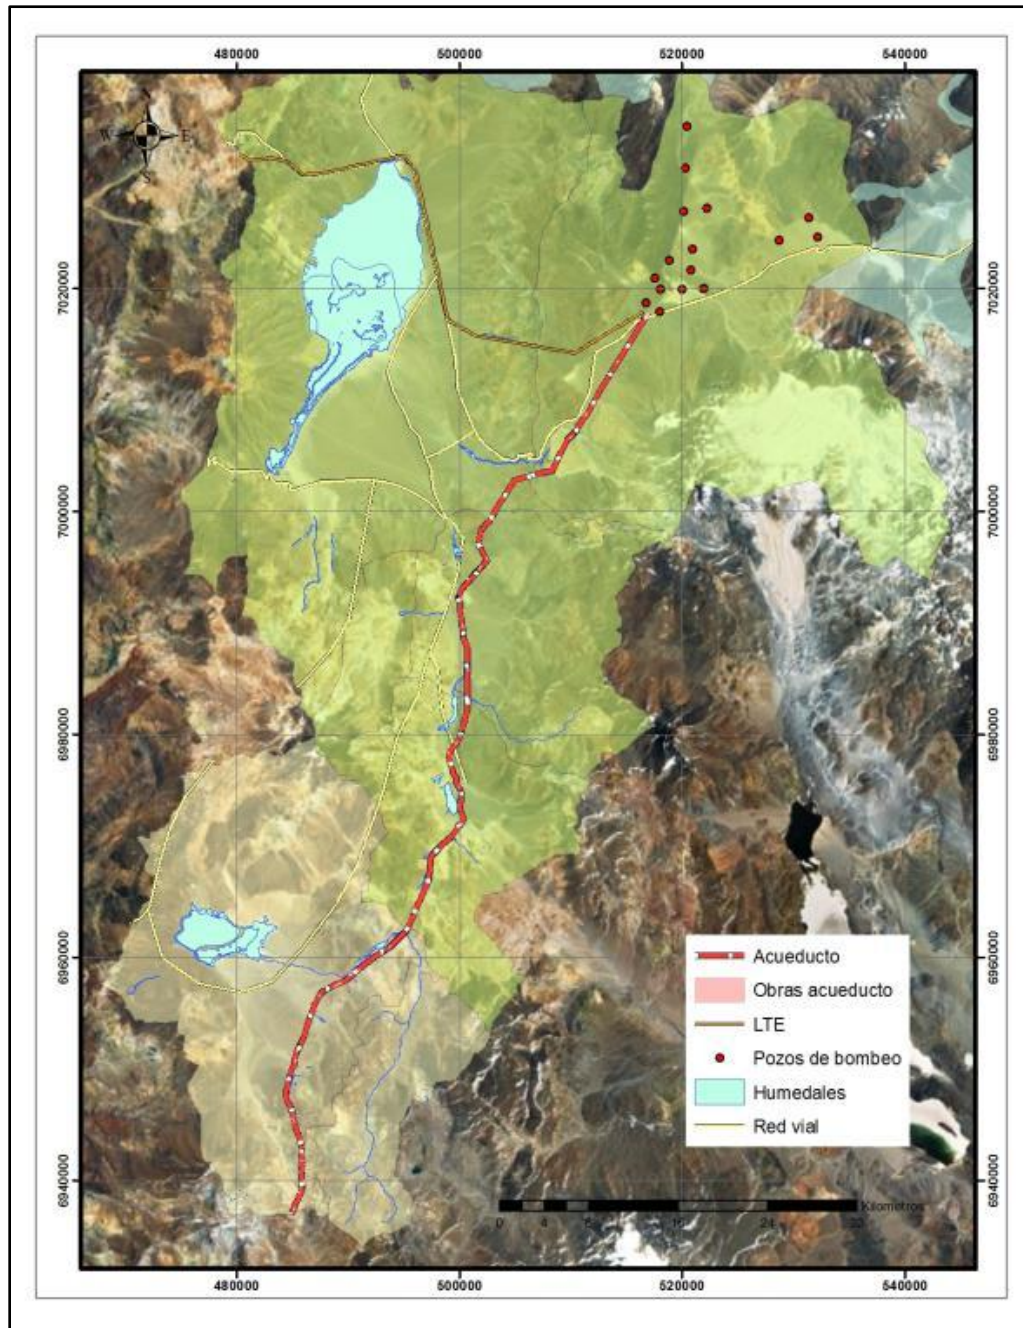 480000 500000 520000 540000
N
W E
S
7020000 7020000
7000000 7000000
6980000 6980000
6960000 6960000
6940000 6940000
Acueducto
Obras acueducto
LTE
Pozos de bombeo
Humedales
Red vial
Kilometros
0 4 8 16 24 32
480000 500000 520000 540000